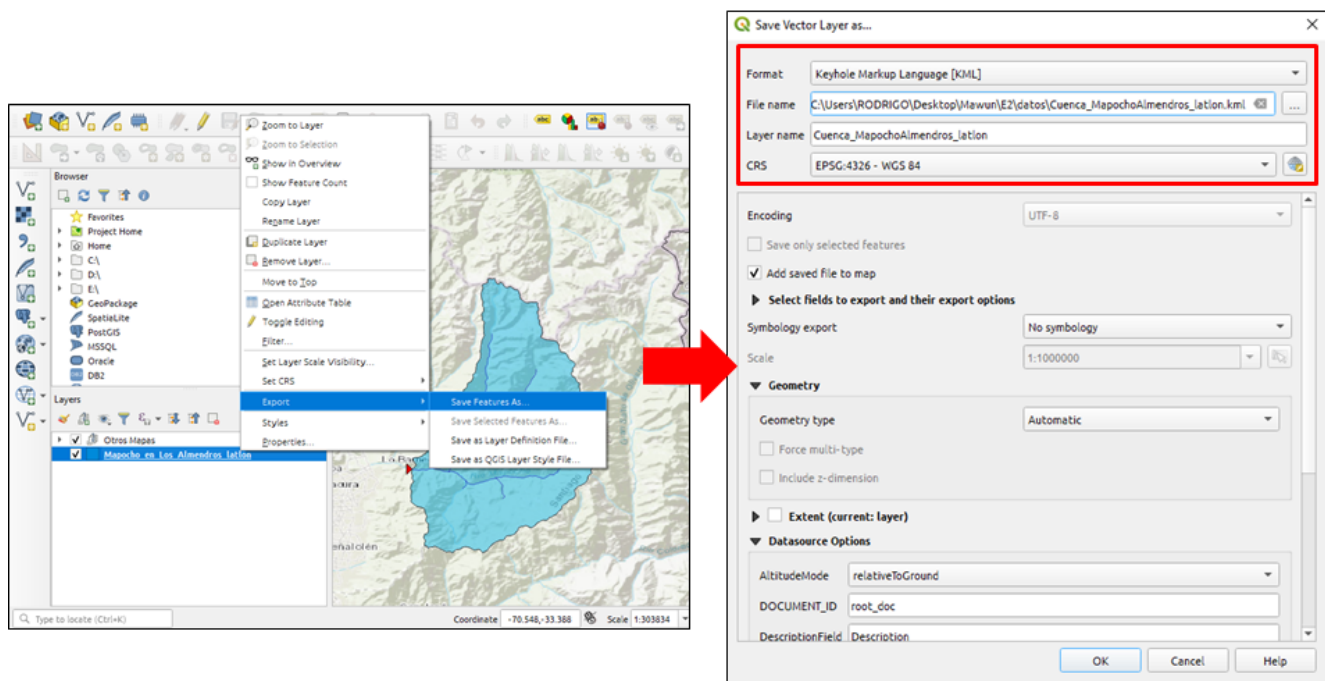 Zoom to Layer
Zoom to Selection
Show in Overview
Show Feature Count
Copy Layer
Rename Layer
Duplicate Layer
Remove Layer...
Move to Top
Open Attribute Table
Toggle Editing
Filter...
Set Layer Scale Visibility...
Set CRS
Export
Styles
Properties...
Save Features As...
Save Selected Features As...
Save as Layer Definition File...
Save as QGIS Layer Style File...
abc
Browser
Favorites
Project Home
Home
C:\
D:\
E:\
GeoPackage
SpatiaLite
PostGIS
MSSQL
Oracle
DB2
Layers
Otros Mapas
Mapocho_en_Los_Almendros_latlon
Type to locate (Ctrl+K)
Coordinate -70.548,-33.388 Scale 1:303834
Save Vector Layer as...
Format Keyhole Markup Language [KML]
File name C:\Users\RODRIGO\Desktop\Mawun\E2\datos\Cuenca_MapochoAlmendros_latlon.kml ...
Layer name Cuenca_MapochoAlmendros_latlon
CRS EPSG:4326 - WGS 84
Encoding UTF-8
Save only selected features
Add saved file to map
Select fields to export and their export options
Symbology export No symbology
Scale 1:1000000
Geometry
Geometry type Automatic
Force multi-type
Include z-dimension
Extent (current: layer)
Datasource Options
AltitudeMode relativeToGround
DOCUMENT_ID root_doc
DescriptionField Description
OK Cancel Help